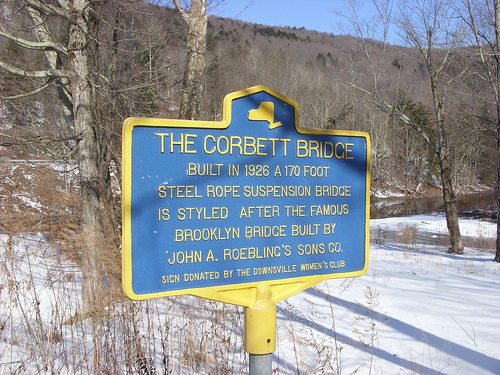 THE CORBETT BRIDGE
BUILT IN 1926 A 170 FOOT
STEEL ROPE SUSPENSION BRIDGE
IS STYLED AFTER THE FAMOUS
BROOKLYN BRIDGE BUILT BY
JOHN A. ROEBLING'S SONS CO.
SIGN DONATED BY THE DOWNSVILLE WOMEN'S CLUB